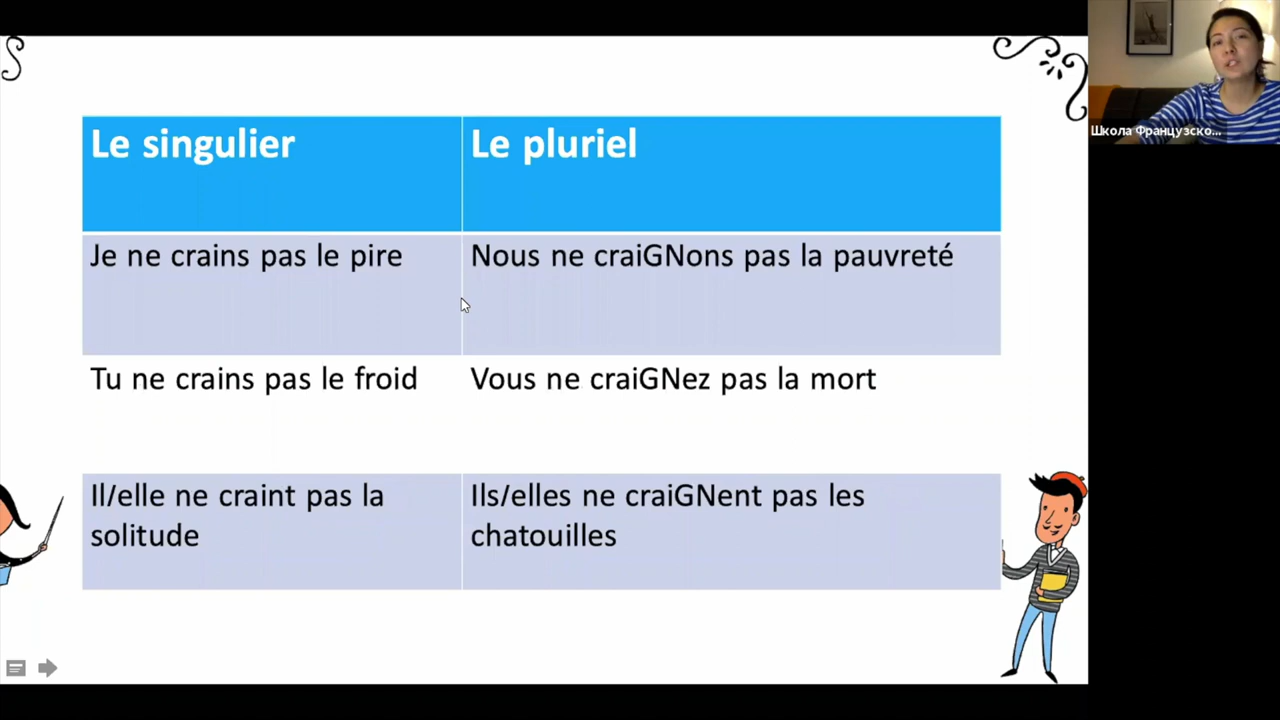 Le singulier
Le pluriel
Je ne crains pas le pire
Nous ne craiGNons pas la pauvreté
Tu ne crains pas le froid
Vous ne craiGNez pas la mort
Il/elle ne craint pas la
solitude
Ils/elles ne craiGNent pas les
chatouilles
Школа Французско...